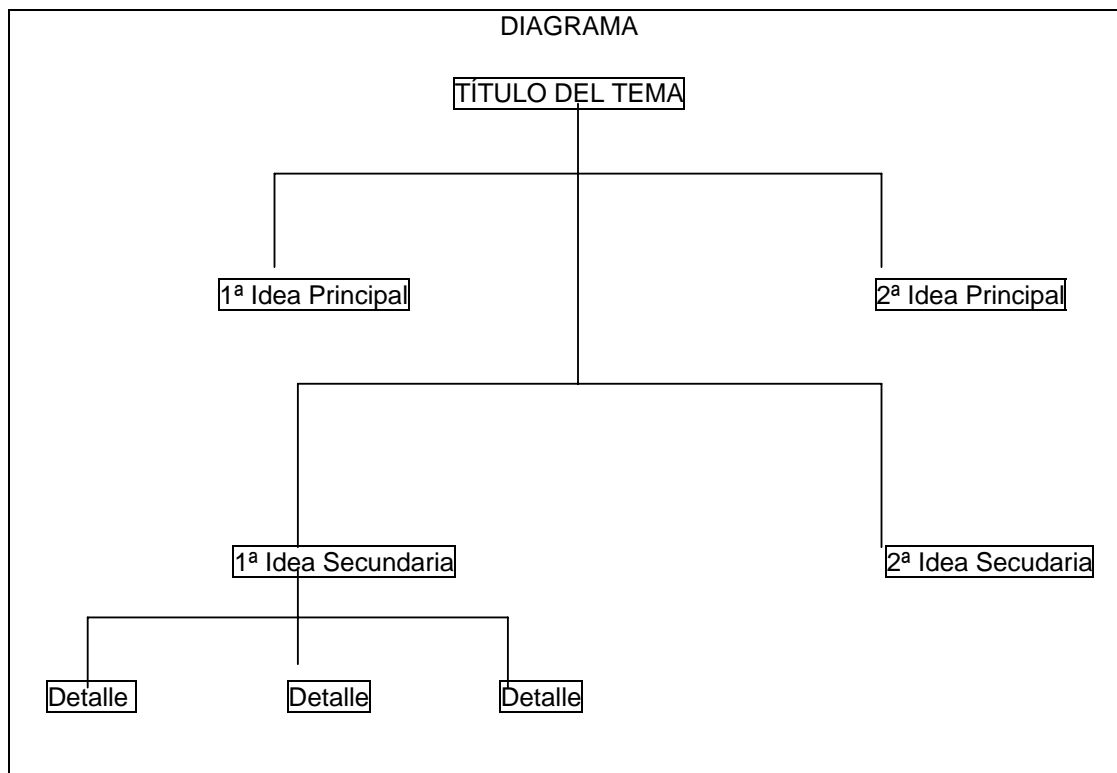 DIAGRAMA
TÍTULO DEL TEMA
1ª Idea Principal
2ª Idea Principal
1ª Idea Secundaria
2ª Idea Secudaria
Detalle
Detalle
Detalle